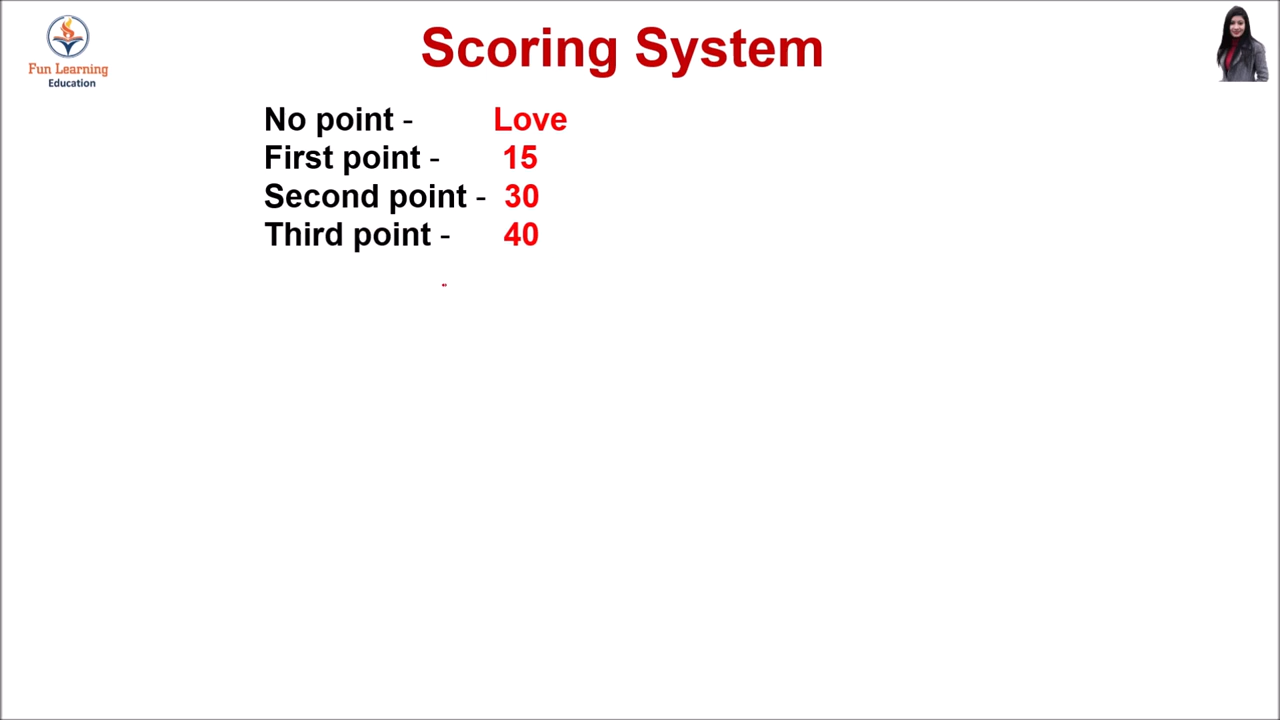 Fun Learning
Education
Scoring System
No point - Love
First point - 15
Second point - 30
Third point - 40